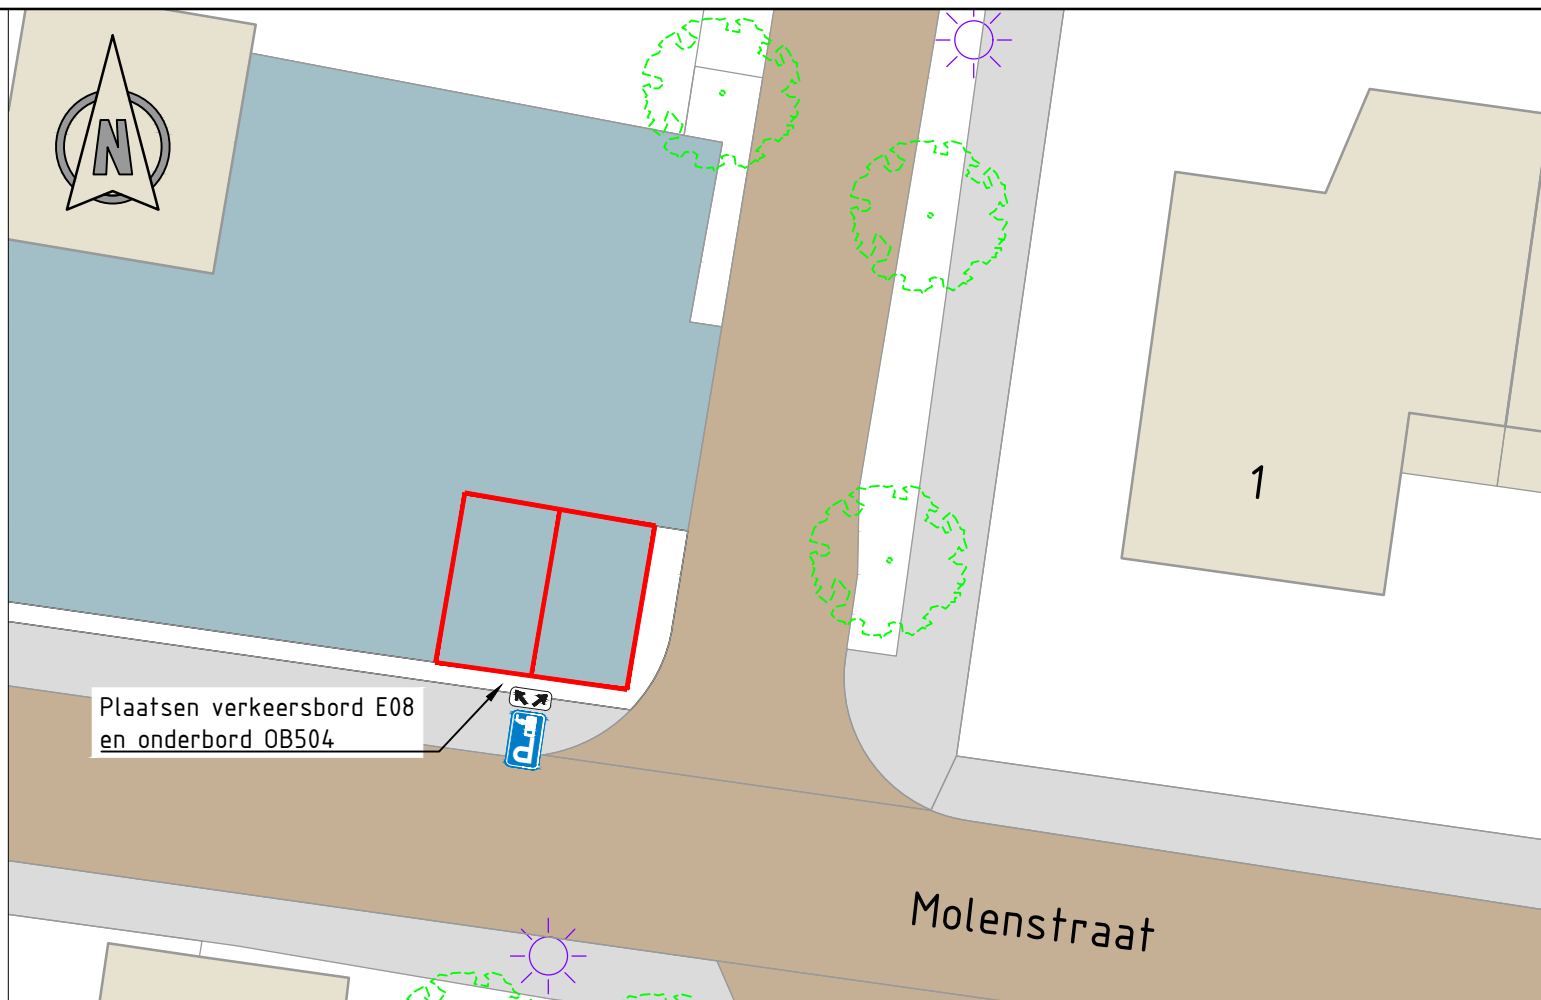 N
1
Plaatsen verkeersbord E08
en onderbord OB504
P
Molenstraat